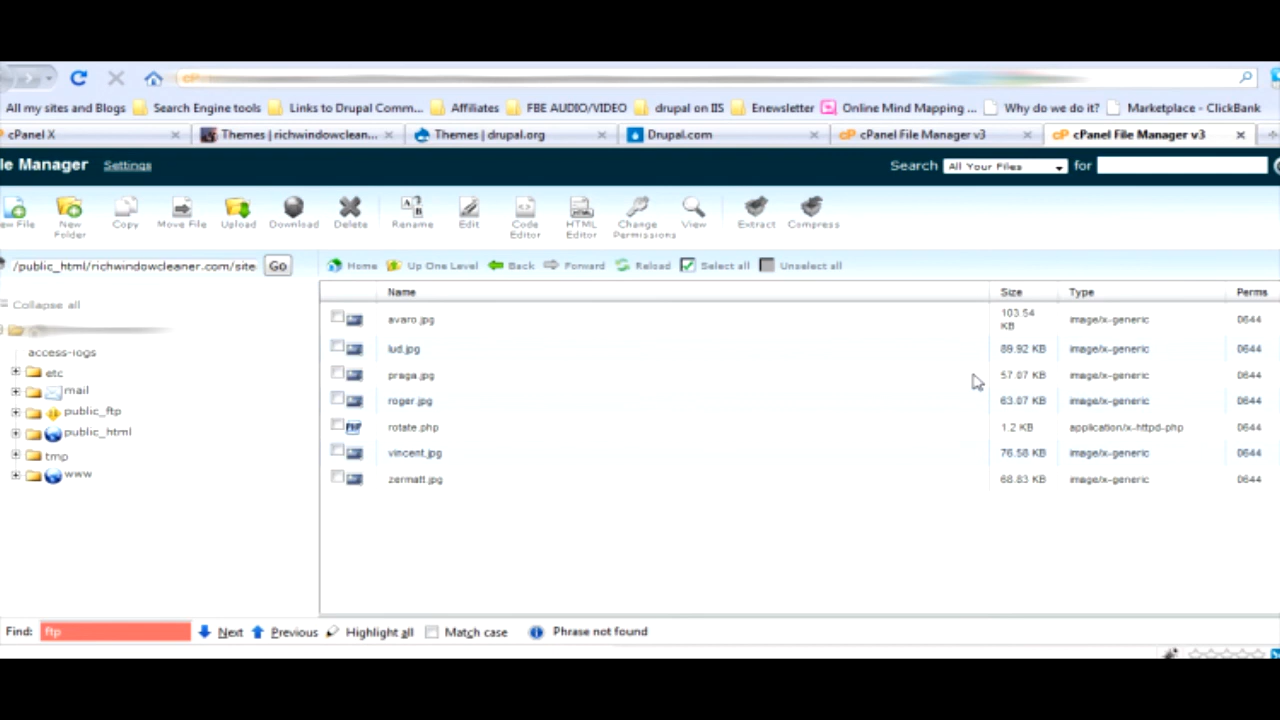 cP
All my sites and Blogs Search Engine tools Links to Drupal Comm... Affiliates FBE AUDIO/VIDEO drupal on IIS Enewsletter Online Mind Mapping ... Why do we do it? Marketplace - ClickBank
cPanel X Themes | richwindowclean... Themes | drupal.org Drupal.com cP cPanel File Manager v3 cP cPanel File Manager v3
le Manager Settings Search All Your Files for
ew File New Folder Copy Move File Upload Download Delete Rename Edit Code Editor HTML Editor Change Permissions View Extract Compress
/public_html/richwindowcleaner.com/site Go Home Up One Level Back Forward Reload Select all Unselect all
Collapse all
access-logs
etc
mail
public_ftp
public_html
tmp
www
Name Size Type Perms
avaro.jpg 103.54 KB image/x-generic 0644
lud.jpg 89.92 KB image/x-generic 0644
praga.jpg 57.07 KB image/x-generic 0644
roger.jpg 63.07 KB image/x-generic 0644
rotate.php 1.2 KB application/x-httpd-php 0644
vincent.jpg 76.58 KB image/x-generic 0644
zermatt.jpg 68.83 KB image/x-generic 0644
Find: ftp Next Previous Highlight all Match case Phrase not found